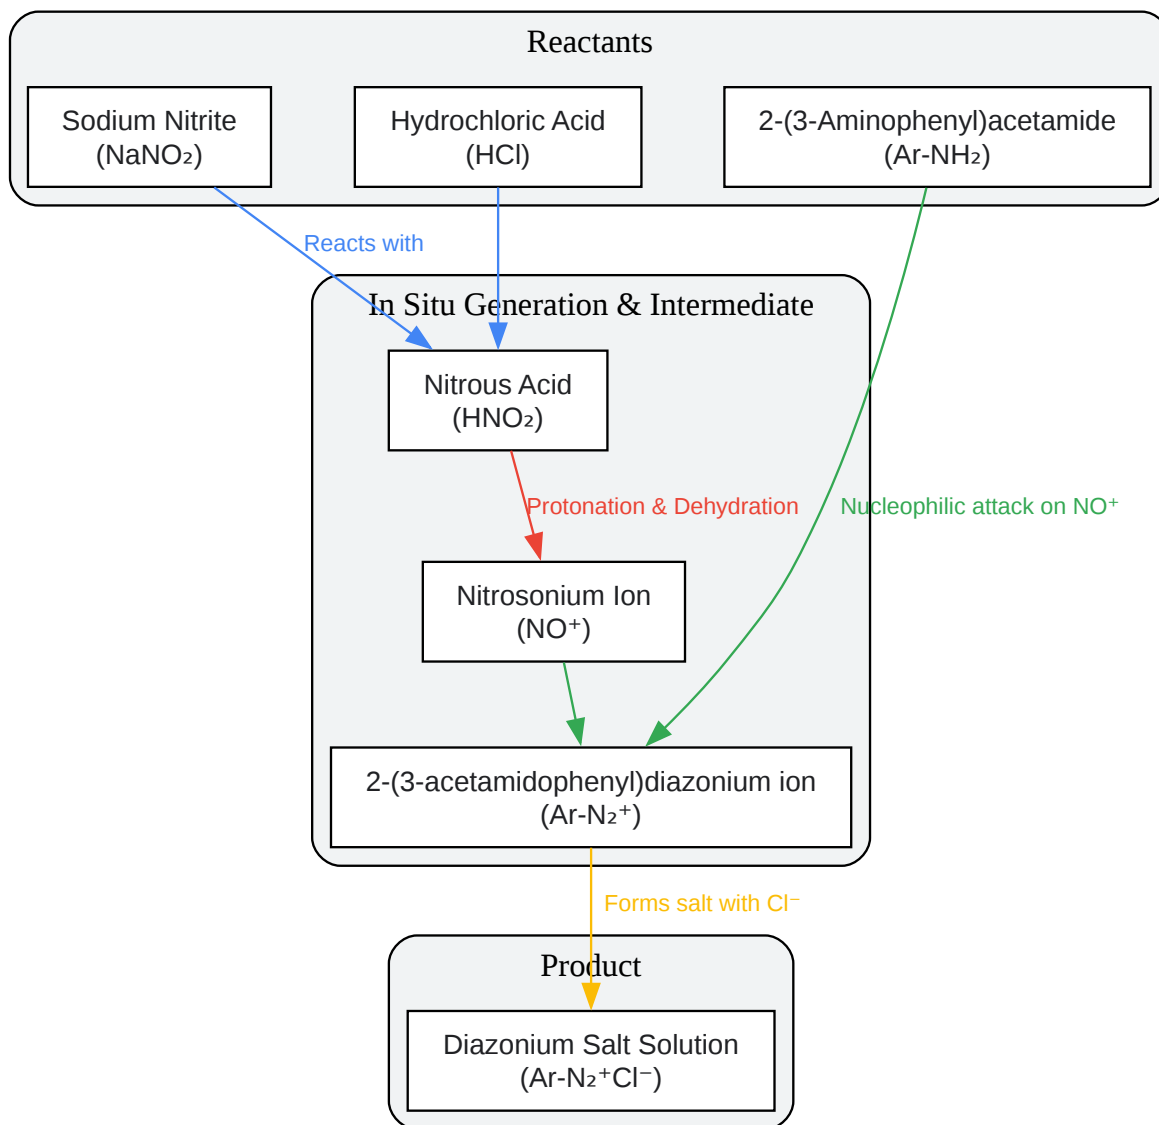 Reactants
Sodium Nitrite
(NaNO₂)
Hydrochloric Acid
(HCl)
2-(3-Aminophenyl)acetamide
(Ar-NH₂)
Reacts with
In Situ Generation & Intermediate
Nitrous Acid
(HNO₂)
Protonation & Dehydration
Nucleophilic attack on NO⁺
Nitrosonium Ion
(NO⁺)
2-(3-acetamidophenyl)diazonium ion
(Ar-N₂⁺)
Forms salt with Cl⁻
Product
Diazonium Salt Solution
(Ar-N₂⁺Cl⁻)